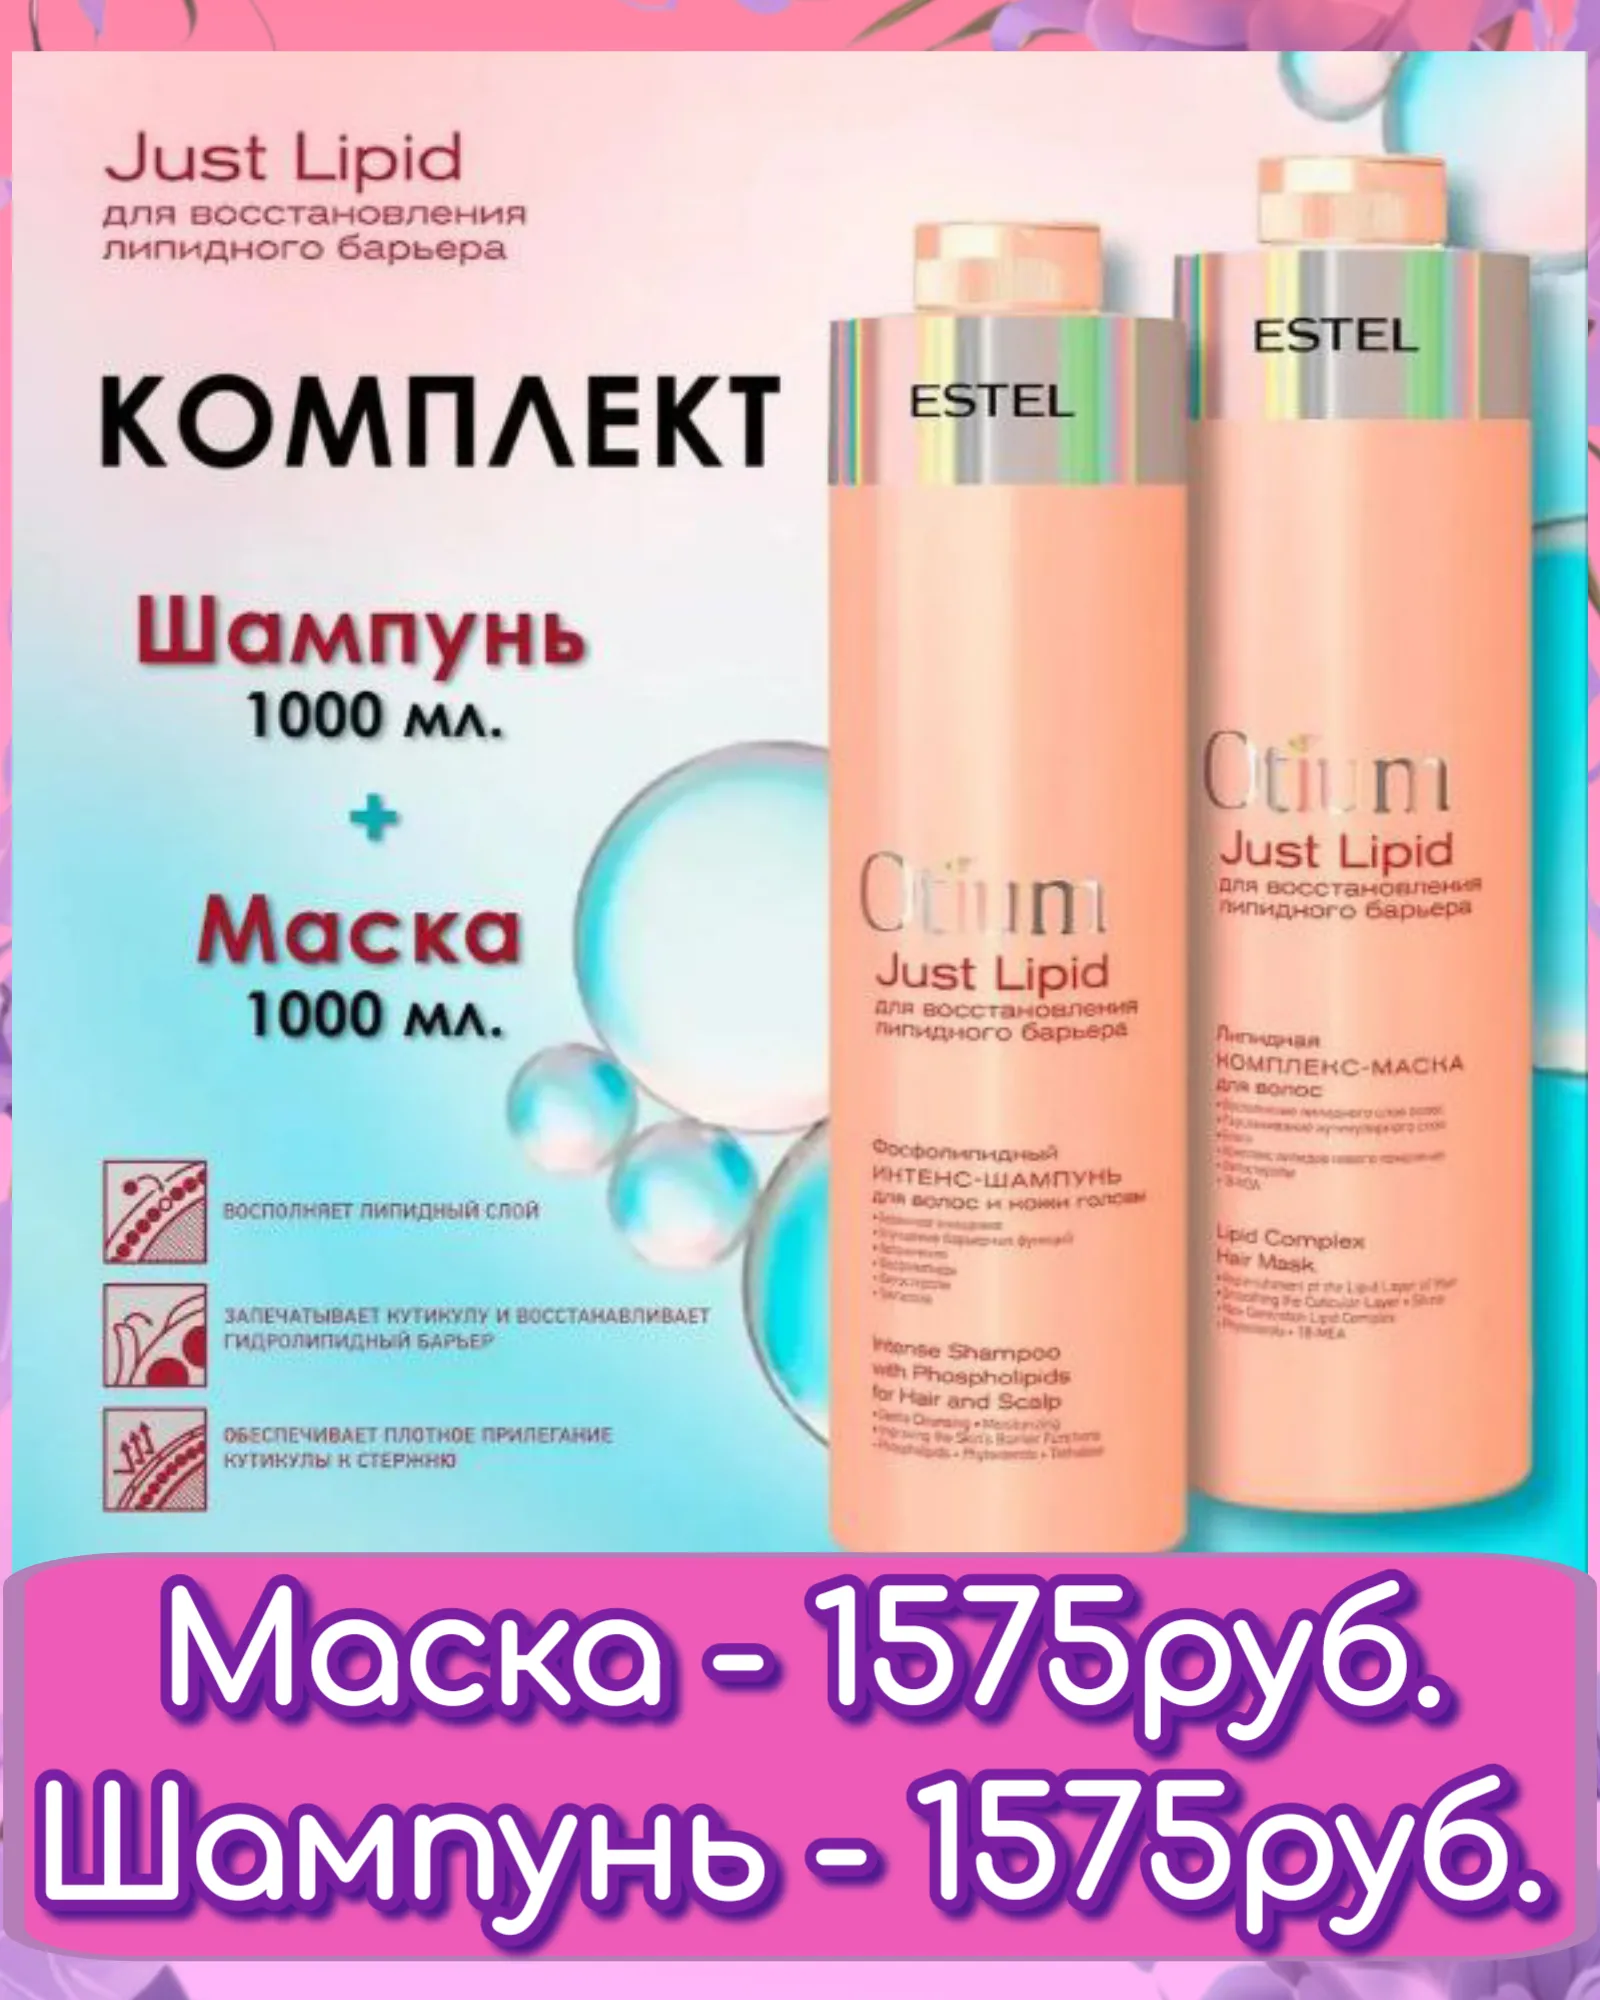 Just Lipid
для восстановления
липидного барьера
КОМПЛЕКТ
Шампунь
1000 мл.
+
Маска
1000 мл.
ВОСПОЛНЯЕТ ЛИПИДНЫЙ СЛОЙ
ЗАПЕЧАТЫВАЕТ КУТИКУЛУ И ВОССТАНАВЛИВАЕТ
ГИДРОЛИПИДНЫЙ БАРЬЕР
ОБЕСПЕЧИВАЕТ ПЛОТНОЕ ПРИЛЕГАНИЕ
КУТИКУЛЫ К СТЕРЖНЮ
ESTEL
Otium
Just Lipid
для восстановления
липидного барьера
Фосфолипидный
ИНТЕНС-ШАМПУНЬ
для волос и кожи головы
Intense Shampoo
with Phospholipids
for Hair and Scalp
ESTEL
Otium
Just Lipid
для восстановления
липидного барьера
Липидная
КОМПЛЕКС-МАСКА
для волос
Lipid Complex
Hair Mask
Маска - 1575руб.
Шампунь - 1575руб.